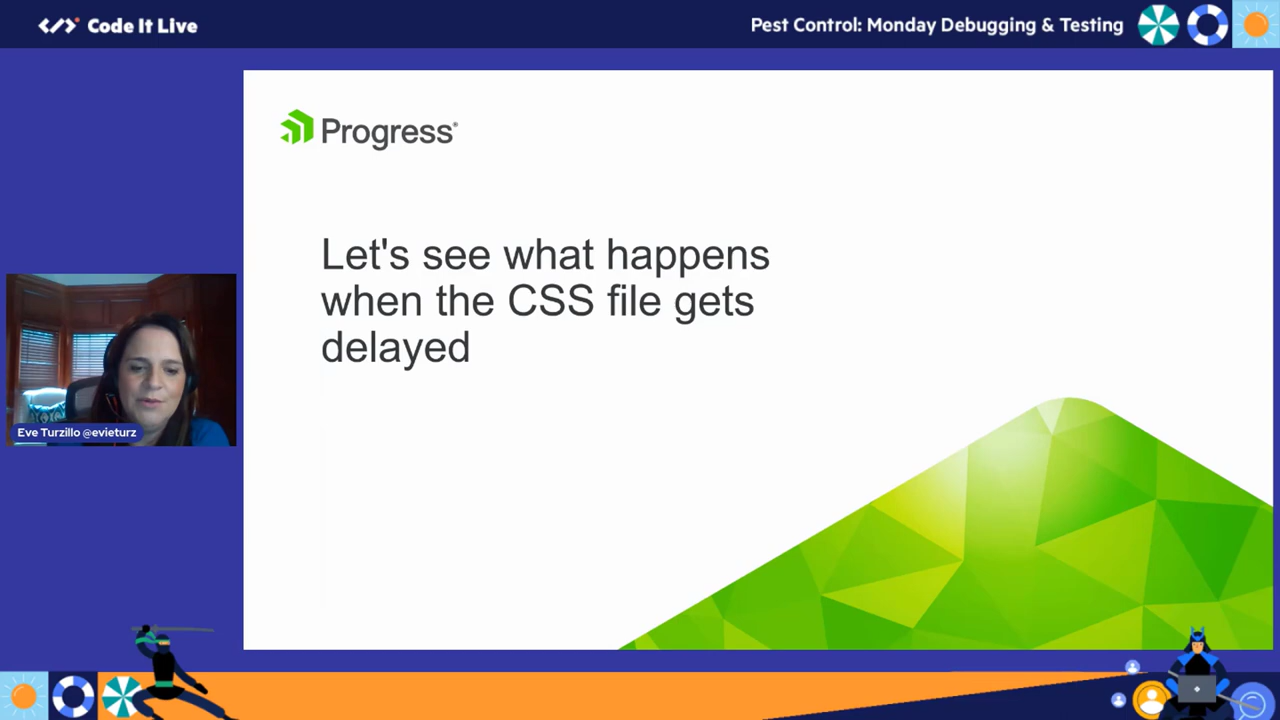 </> Code It Live
Pest Control: Monday Debugging & Testing
Progress®
Let's see what happens
when the CSS file gets
delayed
Eve Turzillo @evieturz